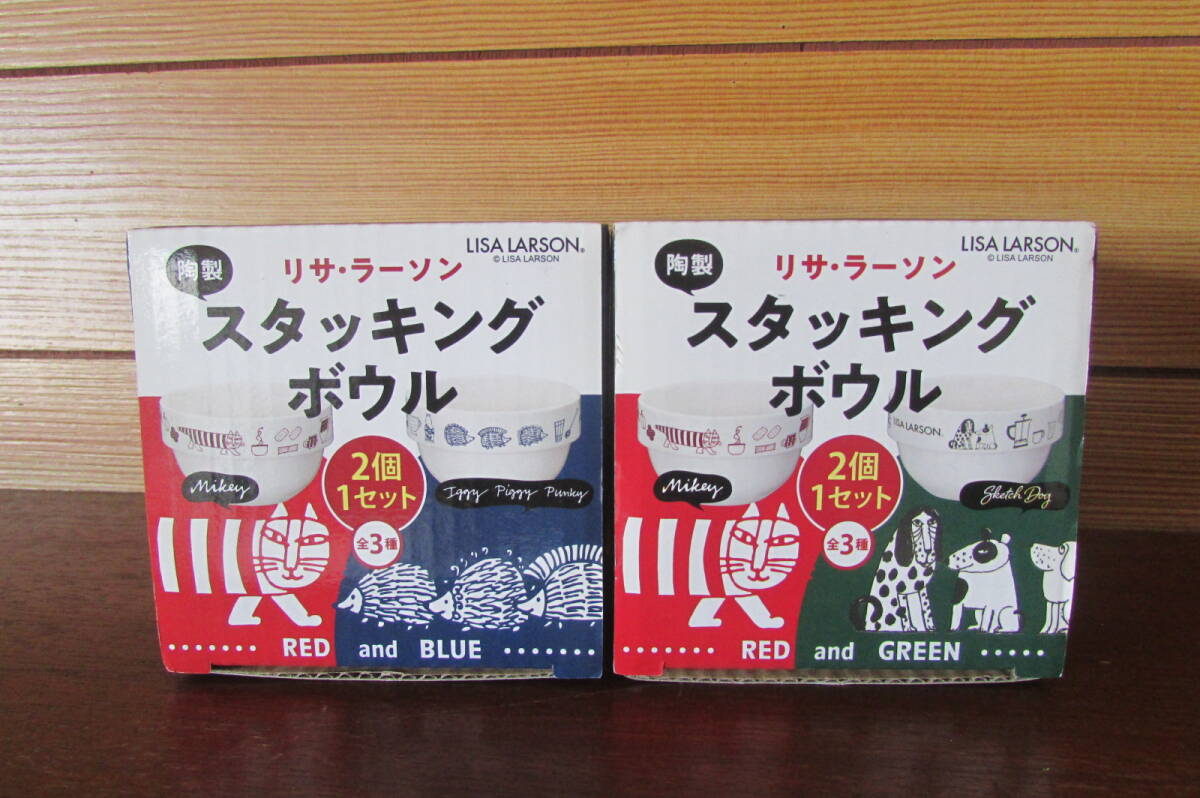 LISA LARSON®
© LISA LARSON
陶製
リサ・ラーソン
スタッキング
ボウル
2個
1セット
全3種
Mikey
Iggy Piggy Punky
RED and BLUE
LISA LARSON®
© LISA LARSON
陶製
リサ・ラーソン
スタッキング
ボウル
LISA LARSON.
2個
1セット
全3種
Mikey
Sketch Dog
RED and GREEN